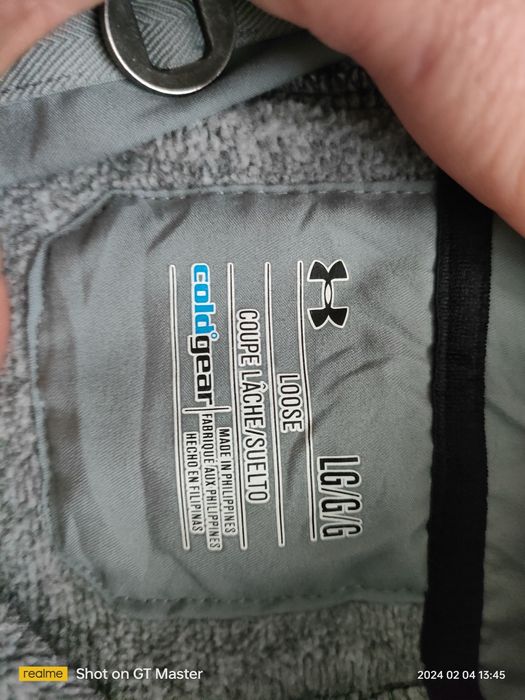 LG/G/G
LOOSE
COUPE LÂCHE/SUELTO
coldgear
MADE IN PHILIPPINES
FABRIQUÉ AUX PHILIPPINES
HECHO EN FILIPINAS
realme
Shot on GT Master
2024 02 04 13:45